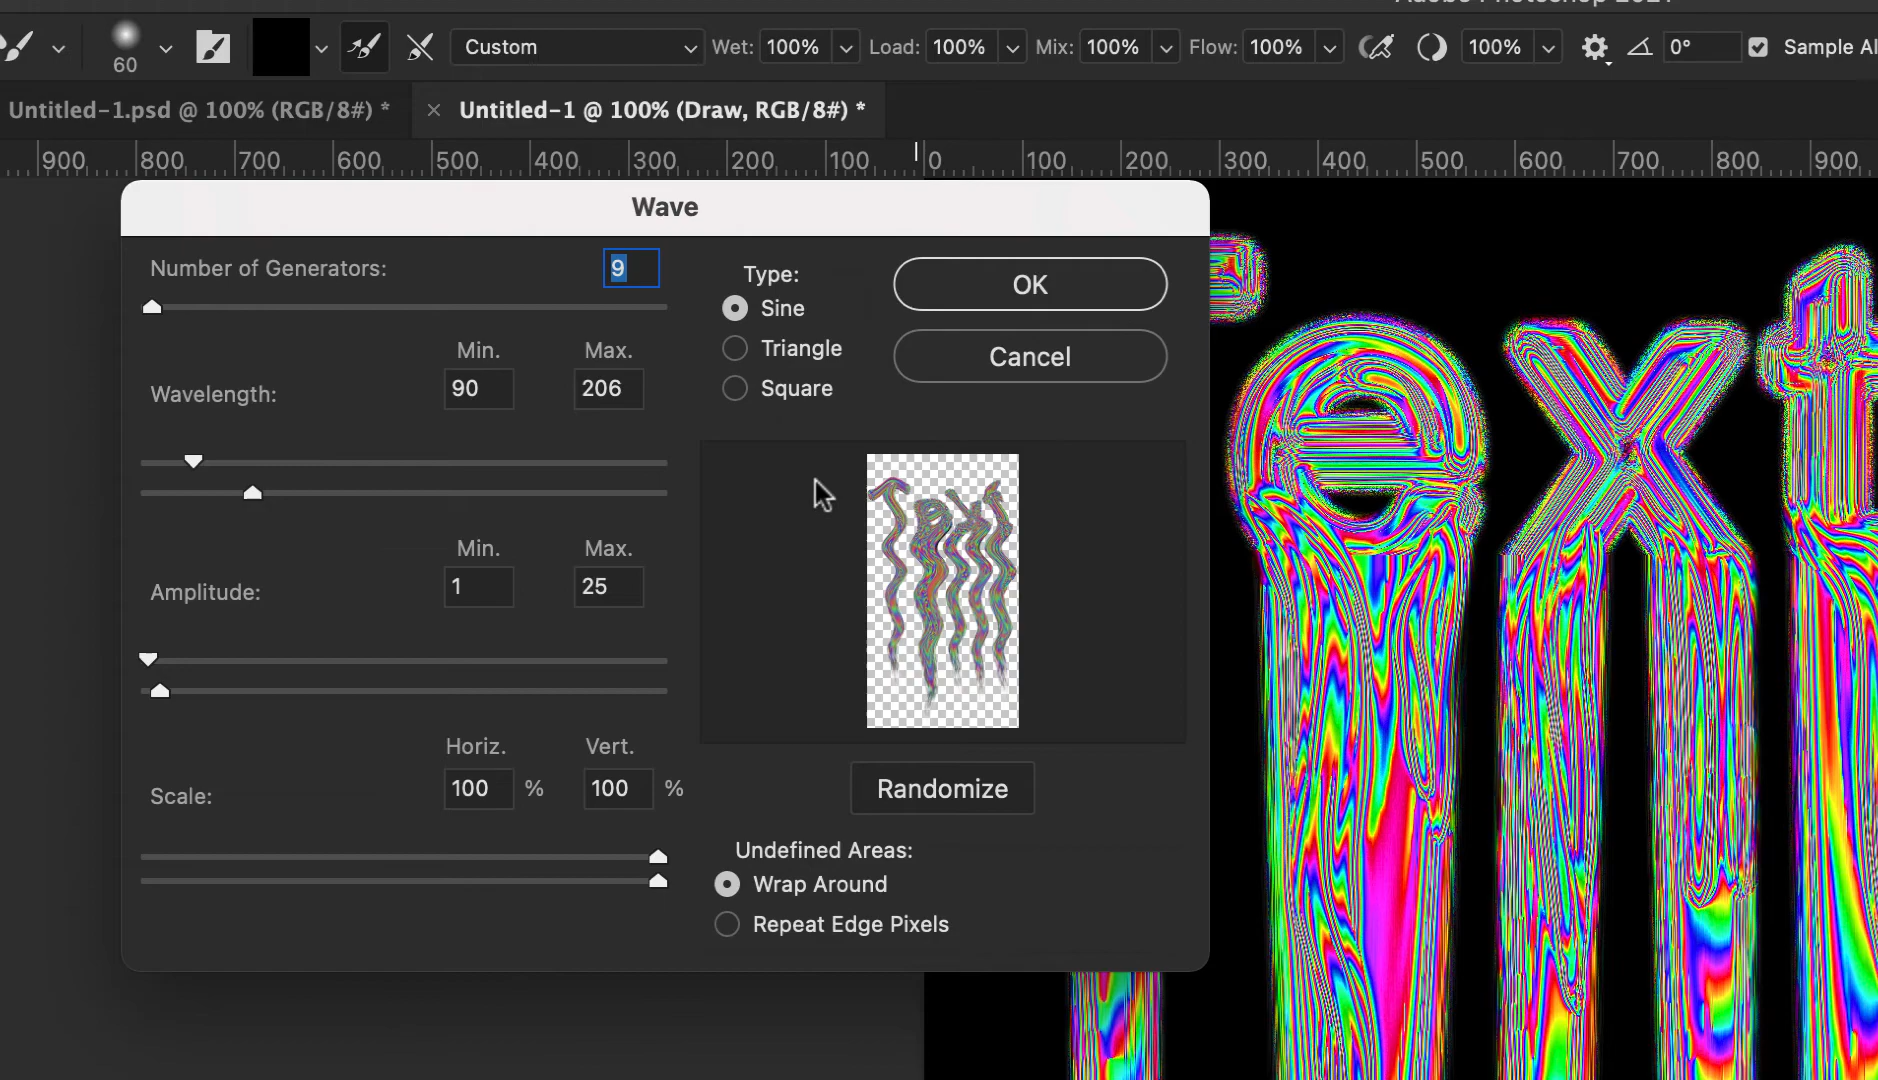 Adobe Photoshop 2021
60
Custom
Wet: 100%
Load: 100%
Mix: 100%
Flow: 100%
100%
0°
Sample Al
Untitled-1.psd @ 100% (RGB/8#) *
× Untitled-1 @ 100% (Draw, RGB/8#) *
900 800 700 600 500 400 300 200 100 0 100 200 300 400 500 600 700 800 900
Wave
Number of Generators: 9
Min. Max.
Wavelength: 90 206
Min. Max.
Amplitude: 1 25
Horiz. Vert.
Scale: 100 % 100 %
Type:
Sine
Triangle
Square
OK
Cancel
Randomize
Undefined Areas:
Wrap Around
Repeat Edge Pixels
ext